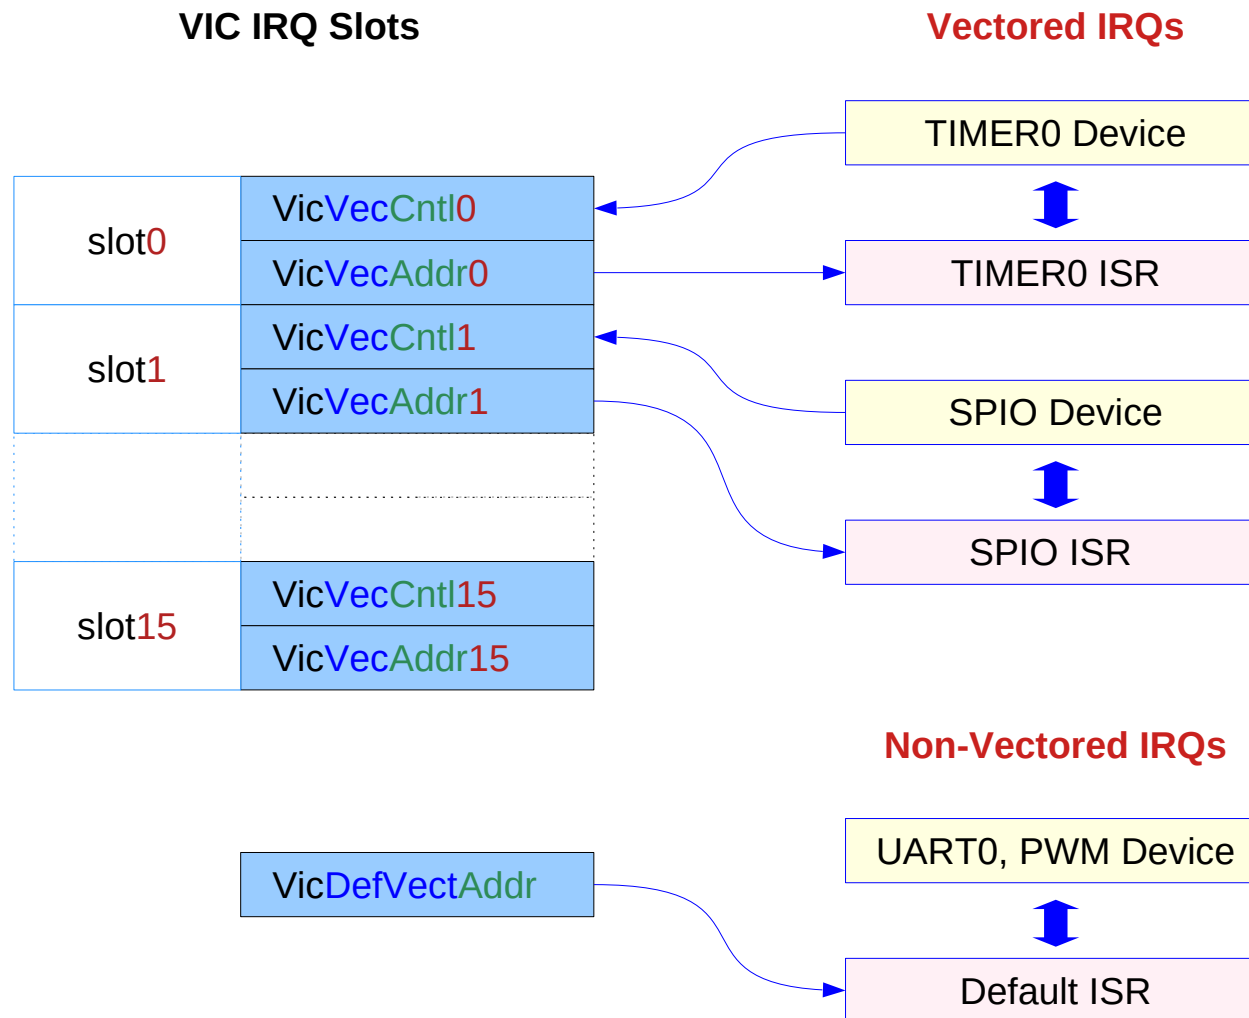 VIC IRQ Slots
Vectored IRQs
TIMER0 Device
slot0
VicVecCntl0
VicVecAddr0
TIMER0 ISR
slot1
VicVecCntl1
VicVecAddr1
SPIO Device
SPIO ISR
slot15
VicVecCntl15
VicVecAddr15
Non-Vectored IRQs
UART0, PWM Device
VicDefVectAddr
Default ISR